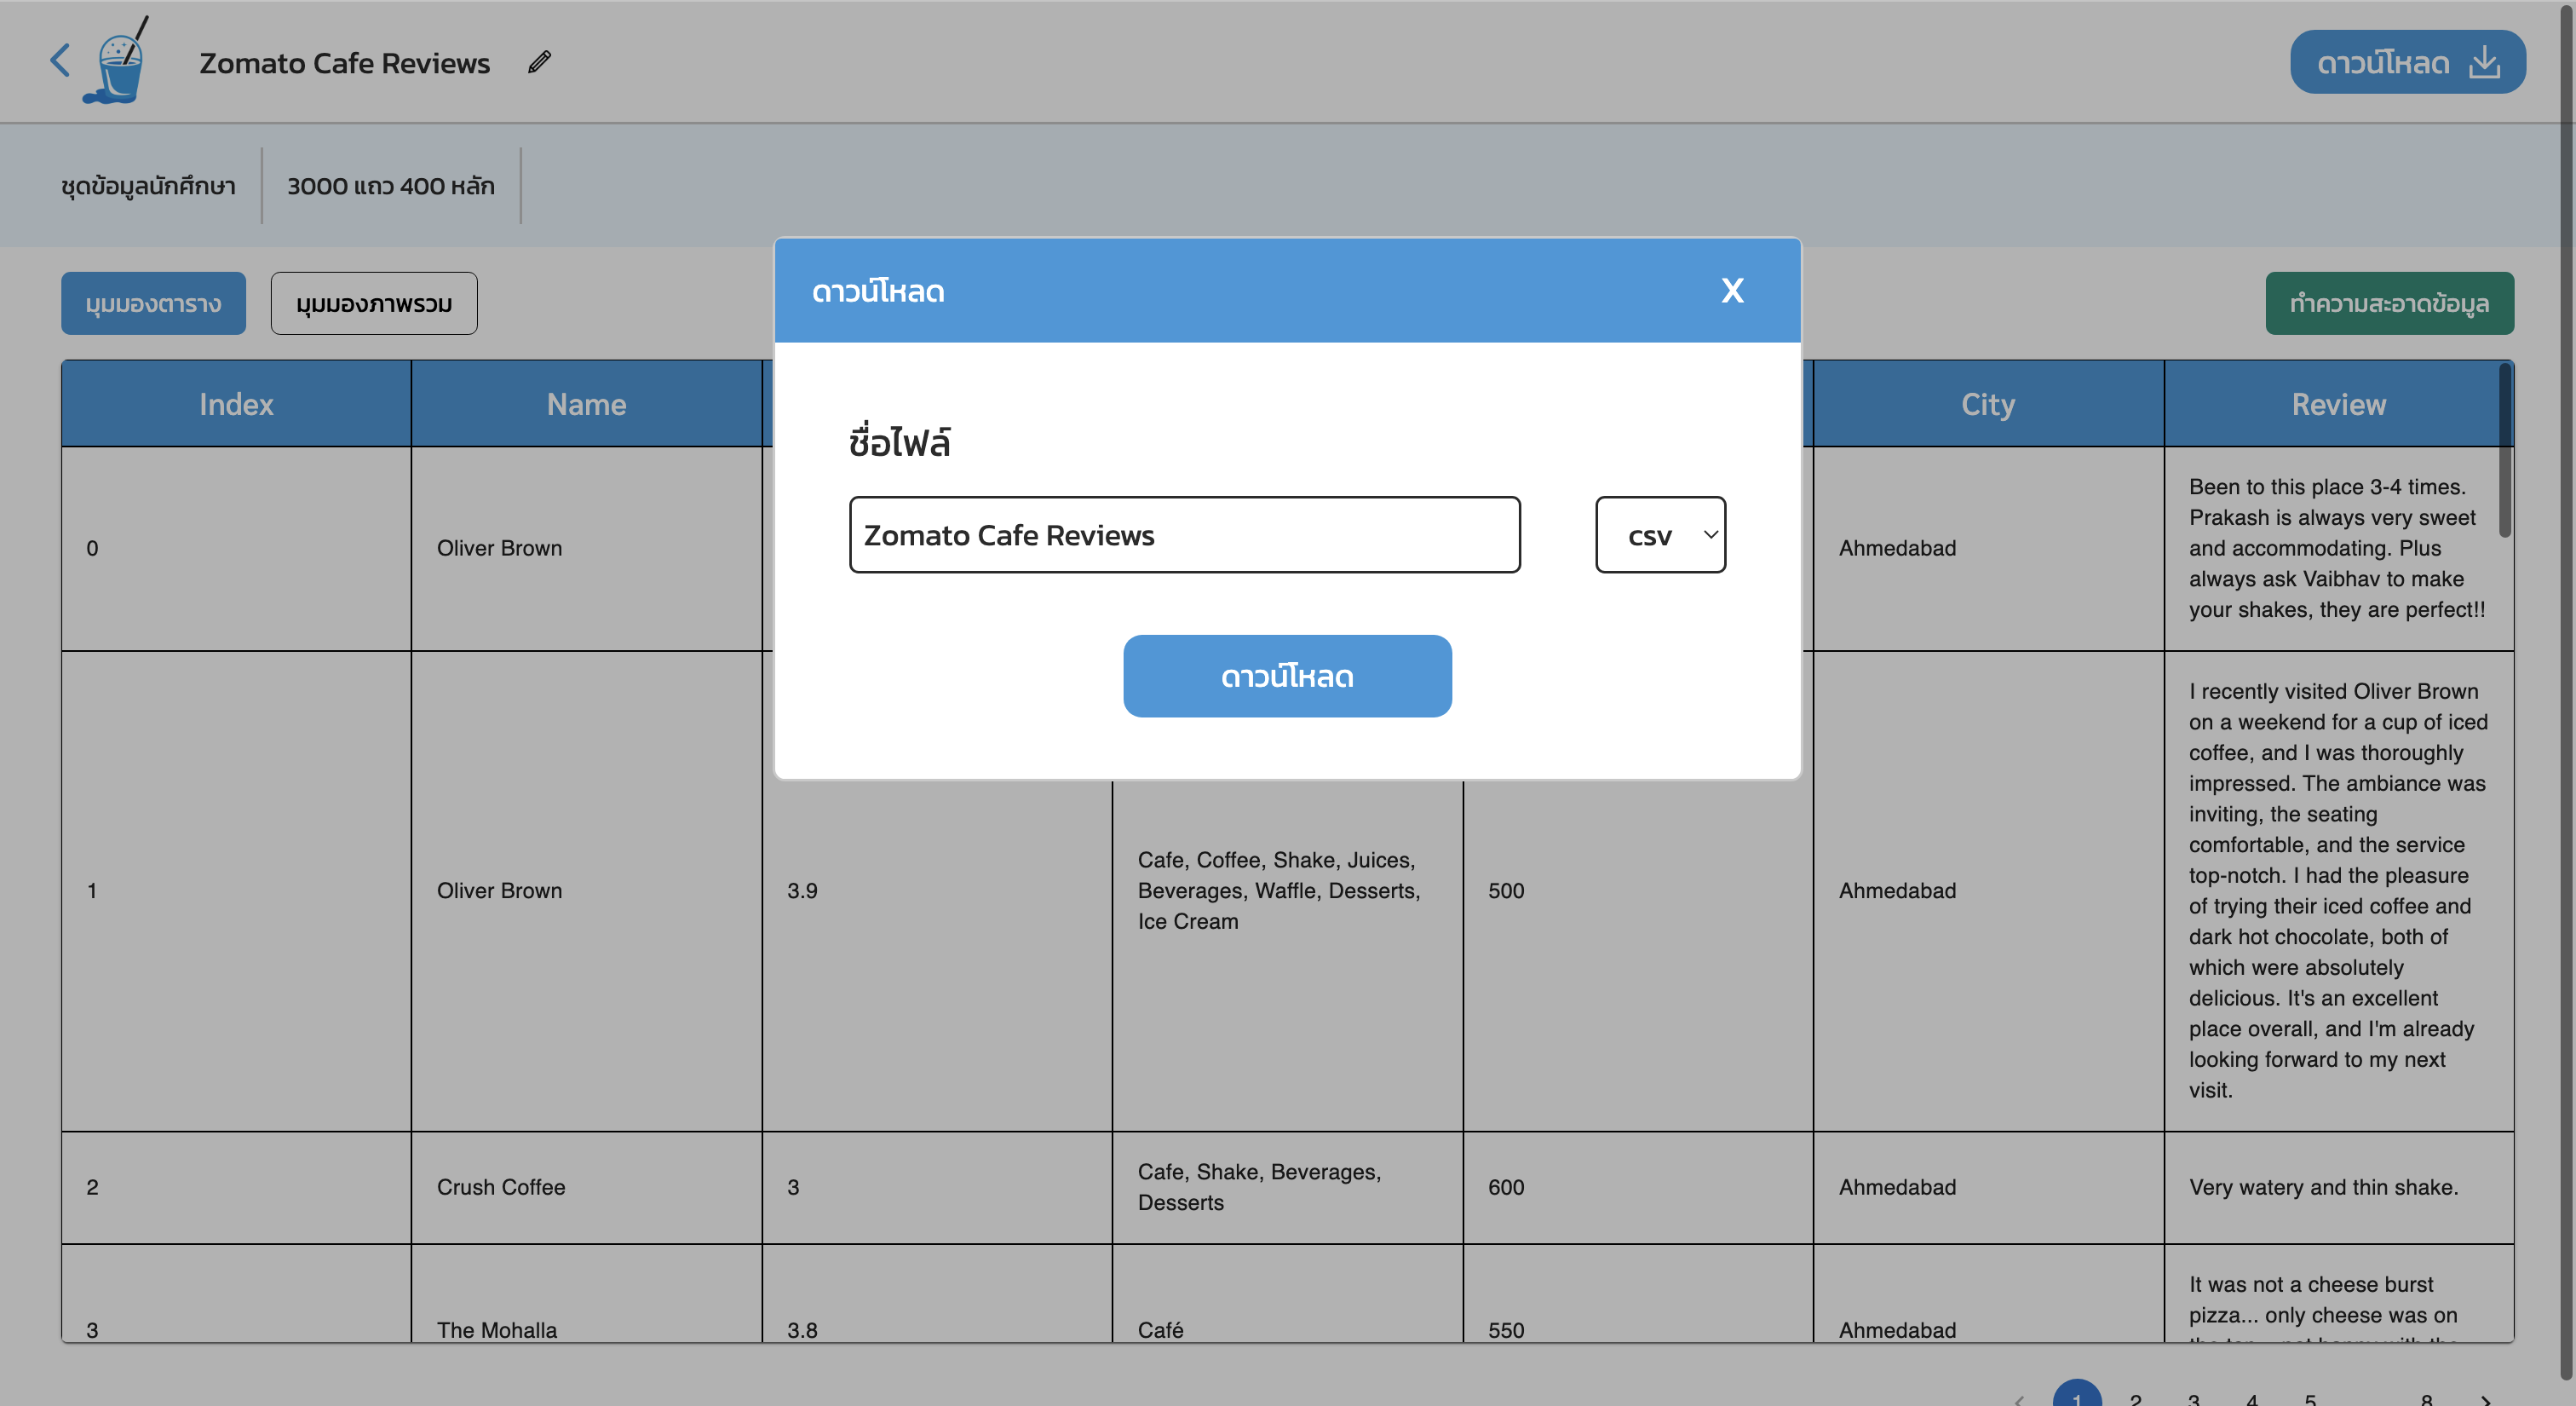 Zomato Cafe Reviews
ดาวน์โหลด
ชุดข้อมูลนักศึกษา
3000 แถว 400 หลัก
มุมมองตาราง
มุมมองภาพรวม
ทำความสะอาดข้อมูล
ดาวน์โหลด
X
ชื่อไฟล์
Zomato Cafe Reviews
csv
ดาวน์โหลด
Index
Name
City
Review
0
Oliver Brown
Ahmedabad
Been to this place 3-4 times.
Prakash is always very sweet
and accommodating. Plus
always ask Vaibhav to make
your shakes, they are perfect!!
1
Oliver Brown
3.9
Cafe, Coffee, Shake, Juices,
Beverages, Waffle, Desserts,
Ice Cream
500
Ahmedabad
I recently visited Oliver Brown
on a weekend for a cup of iced
coffee, and I was thoroughly
impressed. The ambiance was
inviting, the seating
comfortable, and the service
top-notch. I had the pleasure
of trying their iced coffee and
dark hot chocolate, both of
which were absolutely
delicious. It's an excellent
place overall, and I'm already
looking forward to my next
visit.
2
Crush Coffee
3
Cafe, Shake, Beverages,
Desserts
600
Ahmedabad
Very watery and thin shake.
3
The Mohalla
3.8
Café
550
Ahmedabad
It was not a cheese burst
pizza... only cheese was on
1 2 3 4 5 8